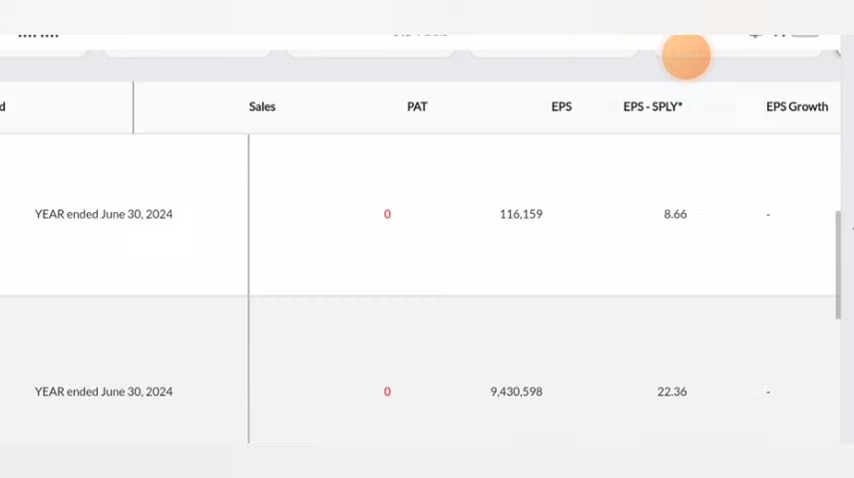 d Sales PAT EPS EPS - SPLY* EPS Growth
YEAR ended June 30, 2024 0 116,159 8.66 -
YEAR ended June 30, 2024 0 9,430,598 22.36 -